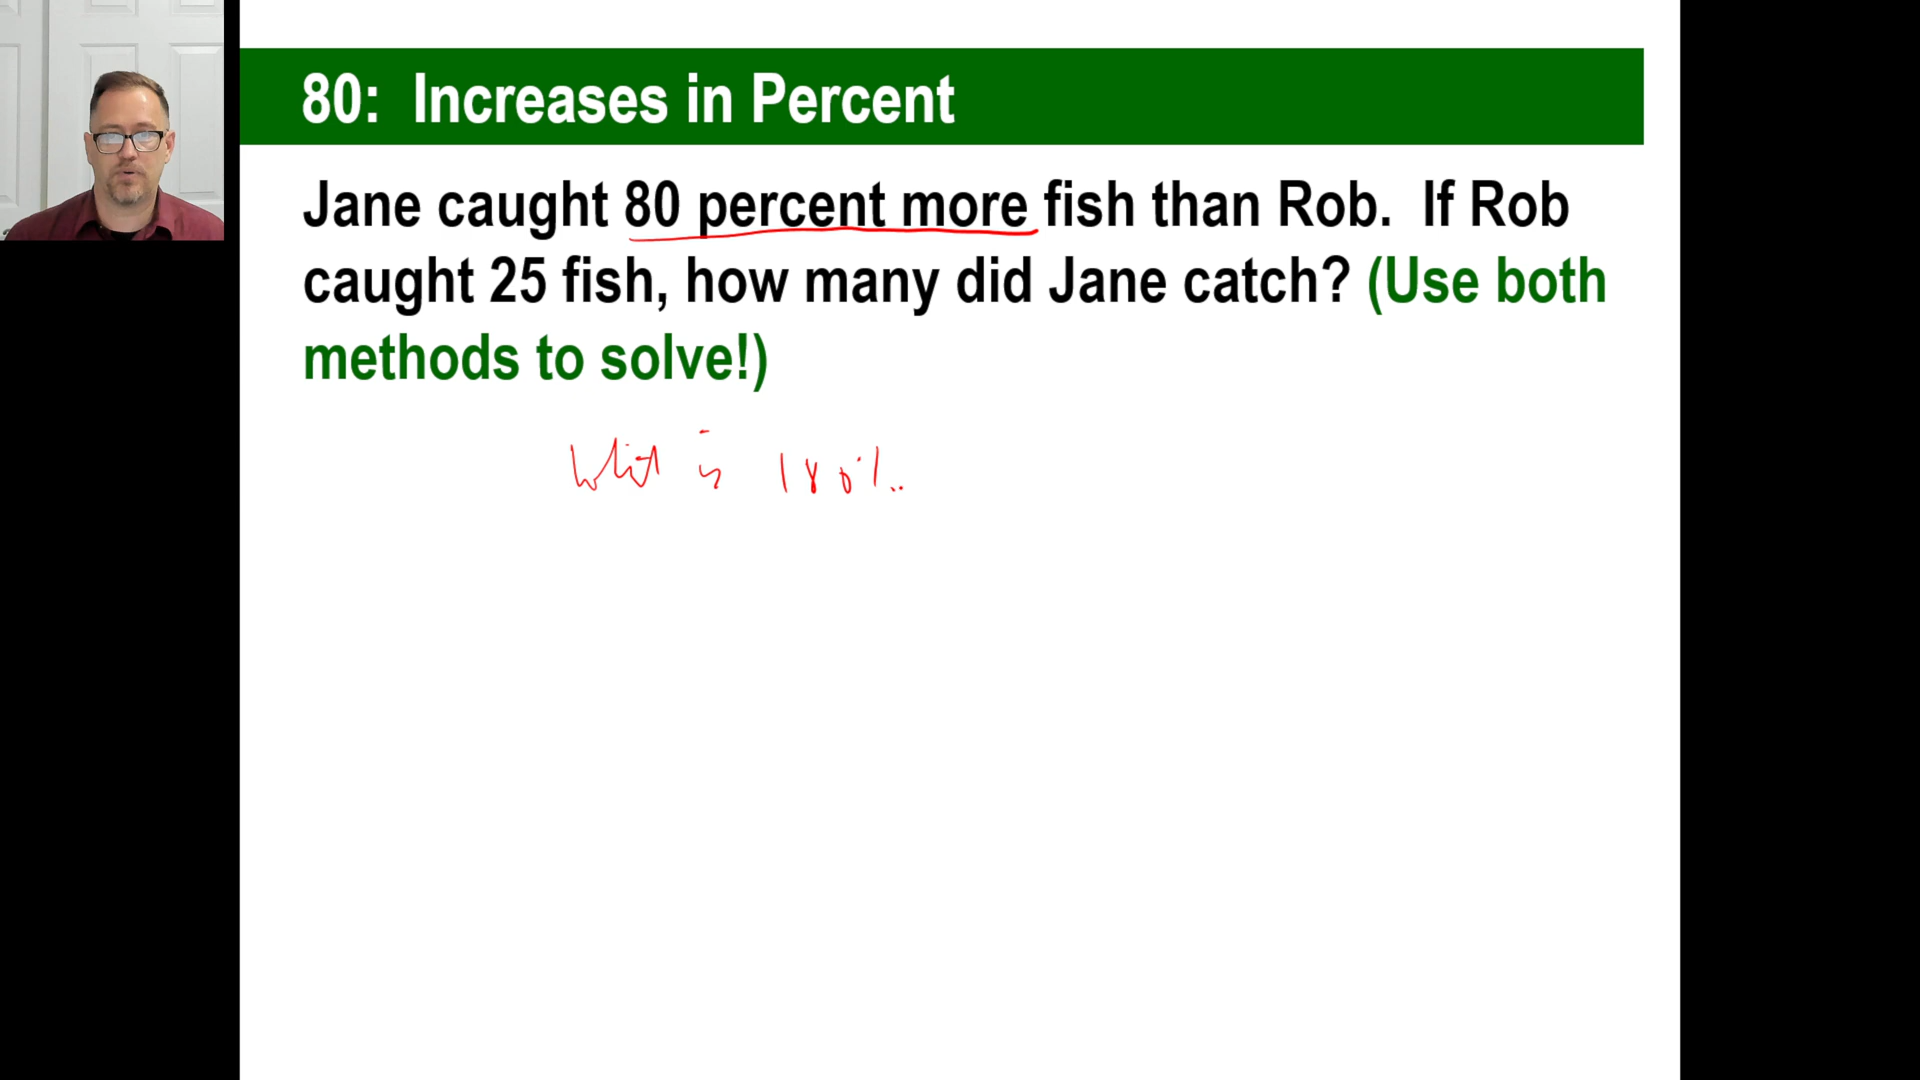 80: Increases in Percent
Jane caught 80 percent more fish than Rob. If Rob
caught 25 fish, how many did Jane catch? (Use both
methods to solve!)
What is 180%